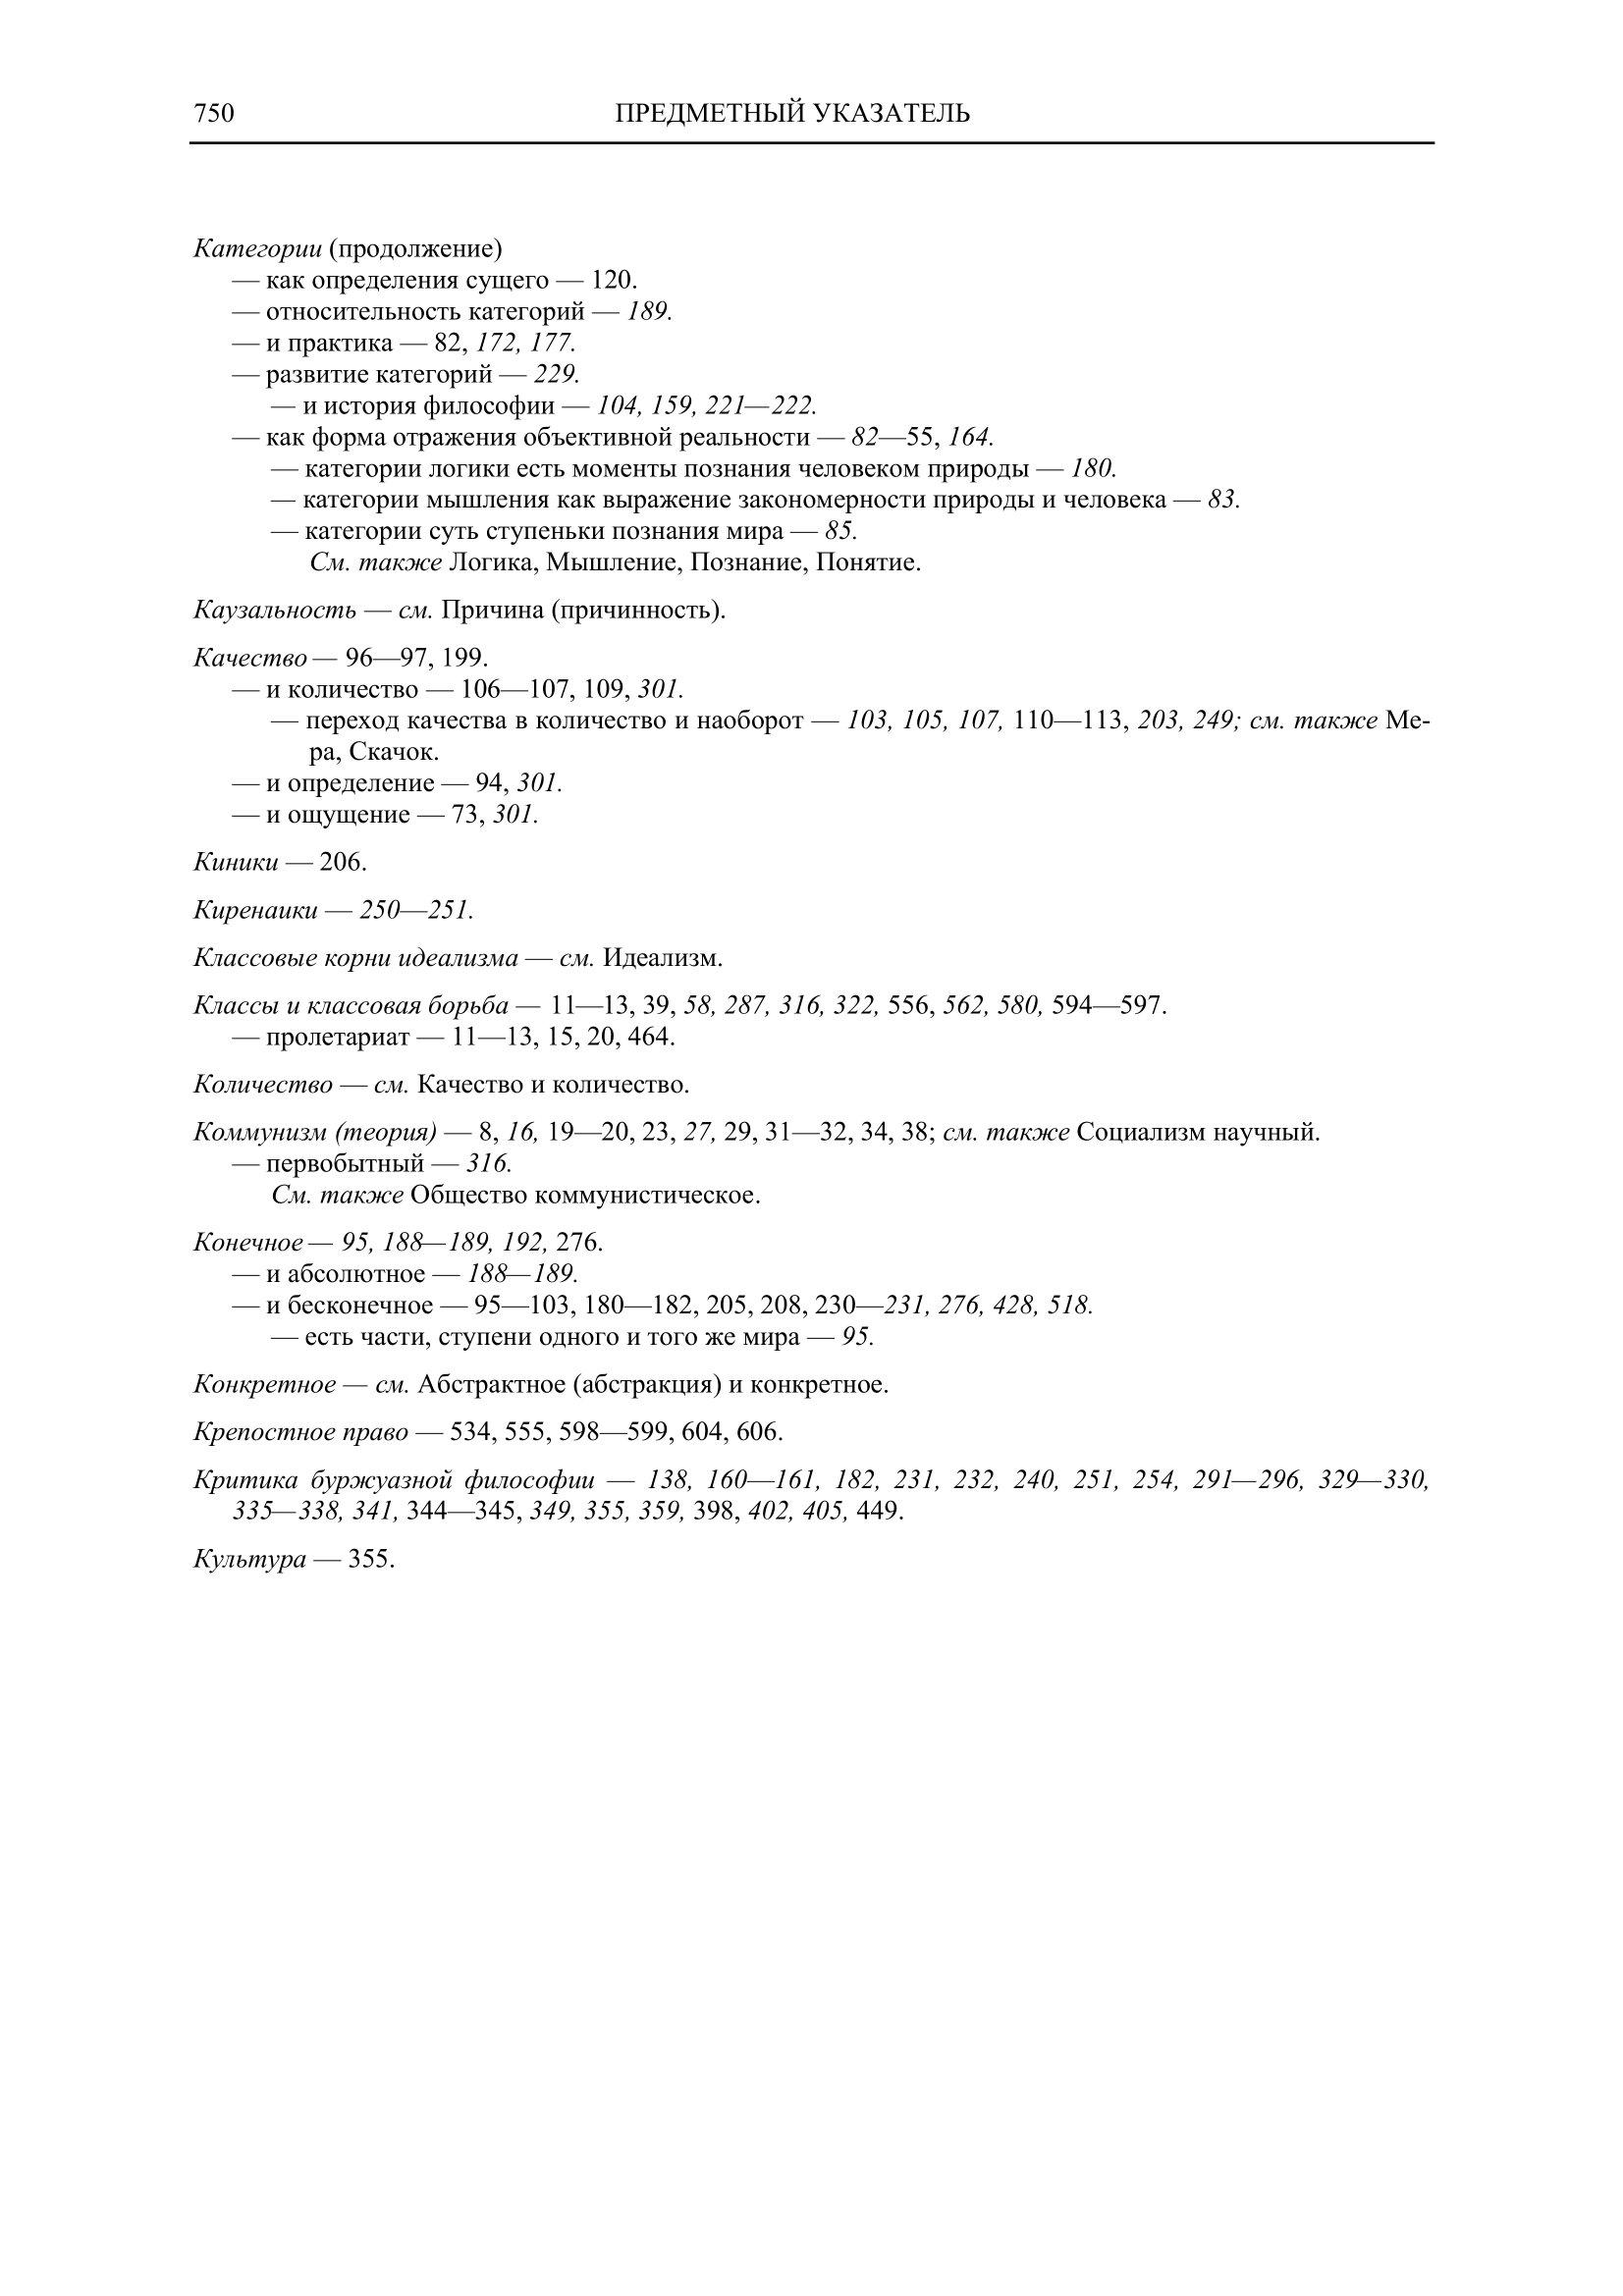 750
ПРЕДМЕТНЫЙ УКАЗАТЕЛЬ
Категории (продолжение)
— как определения сущего — 120.
— относительность категорий — 189.
— и практика — 82, 172, 177.
— развитие категорий — 229.
— и история философии — 104, 159, 221—222.
— как форма отражения объективной реальности — 82—55, 164.
— категории логики есть моменты познания человеком природы — 180.
— категории мышления как выражение закономерности природы и человека — 83.
— категории суть ступеньки познания мира — 85.
См. также Логика, Мышление, Познание, Понятие.
Каузальность — см. Причина (причинность).
Качество — 96—97, 199.
— и количество — 106—107, 109, 301.
— переход качества в количество и наоборот — 103, 105, 107, 110—113, 203, 249; см. также Ме-
ра, Скачок.
— и определение — 94, 301.
— и ощущение — 73, 301.
Киники — 206.
Киренаики — 250—251.
Классовые корни идеализма — см. Идеализм.
Классы и классовая борьба — 11—13, 39, 58, 287, 316, 322, 556, 562, 580, 594—597.
— пролетариат — 11—13, 15, 20, 464.
Количество — см. Качество и количество.
Коммунизм (теория) — 8, 16, 19—20, 23, 27, 29, 31—32, 34, 38; см. также Социализм научный.
— первобытный — 316.
См. также Общество коммунистическое.
Конечное — 95, 188—189, 192, 276.
— и абсолютное — 188—189.
— и бесконечное — 95—103, 180—182, 205, 208, 230—231, 276, 428, 518.
— есть части, ступени одного и того же мира — 95.
Конкретное — см. Абстрактное (абстракция) и конкретное.
Крепостное право — 534, 555, 598—599, 604, 606.
Критика буржуазной философии — 138, 160—161, 182, 231, 232, 240, 251, 254, 291—296, 329—330,
335—338, 341, 344—345, 349, 355, 359, 398, 402, 405, 449.
Культура — 355.